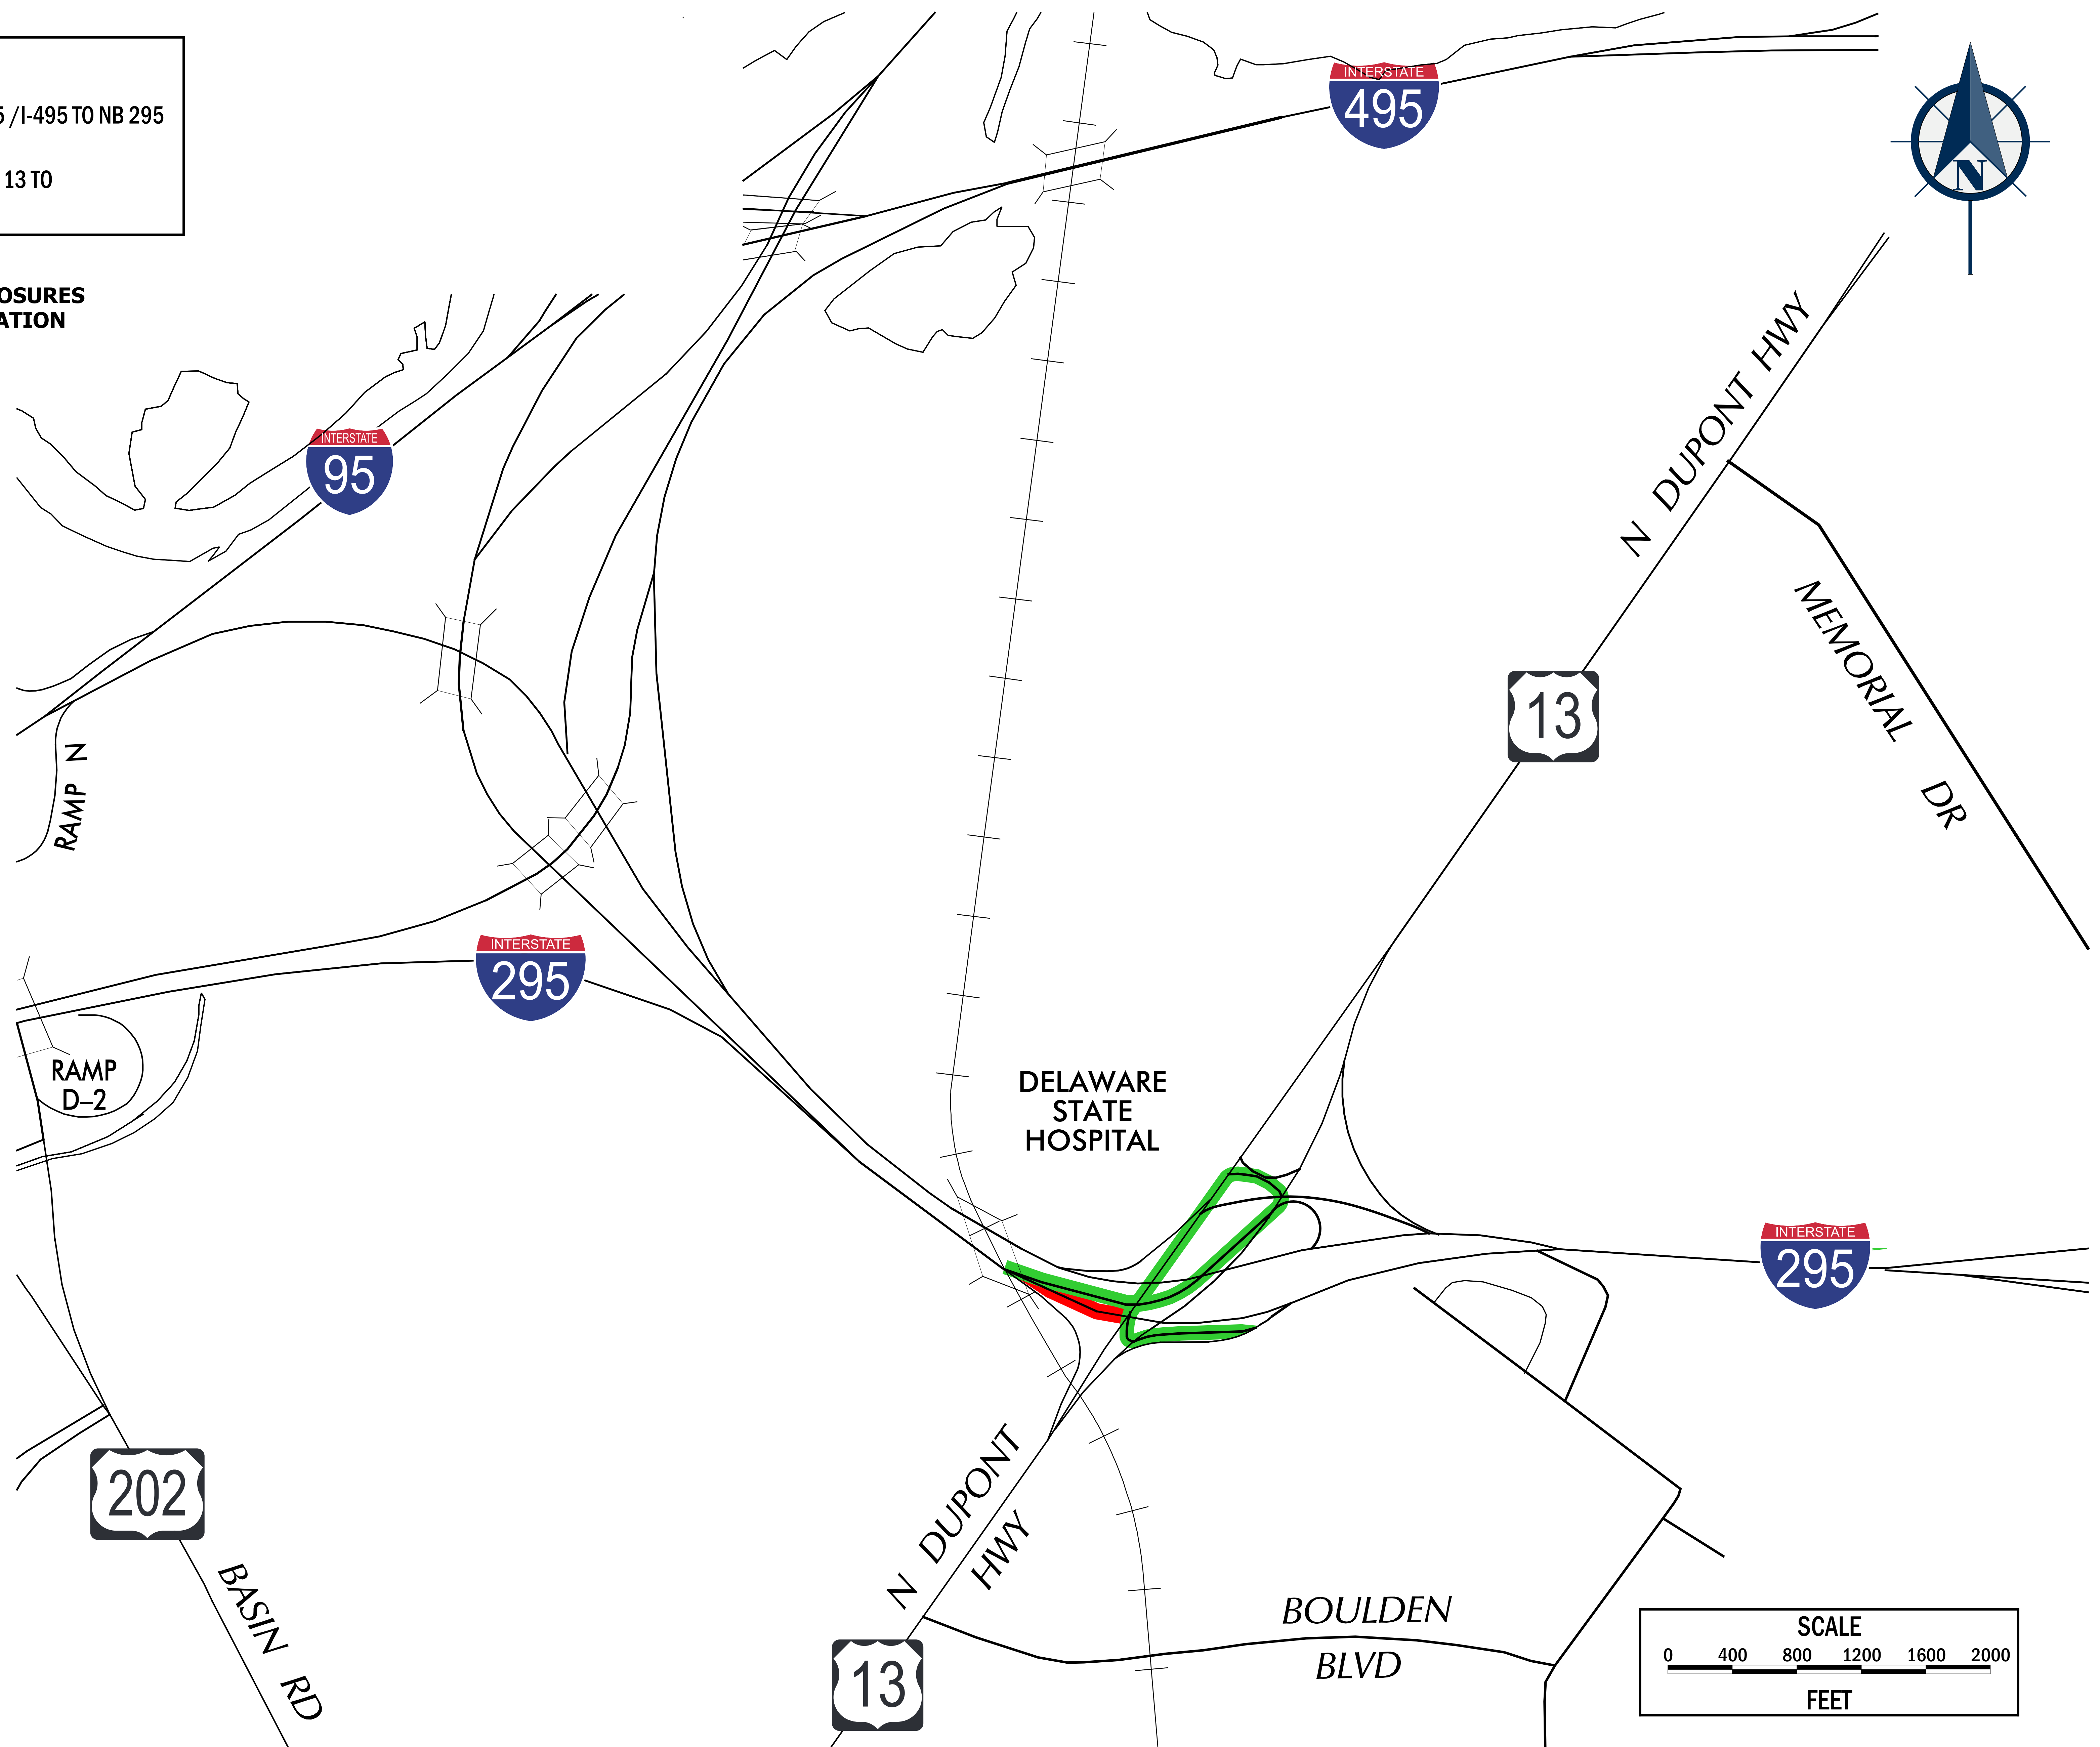 5 /I-495 TO NB 295
13 TO
OSURES
ATION
INTERSTATE
495
N
INTERSTATE
95
N DUPONT HWY
13
MEMORIAL DR
RAMP N
INTERSTATE
295
RAMP
D–2
DELAWARE
STATE
HOSPITAL
INTERSTATE
295
202
BASIN RD
N DUPONT
HWY
13
BOULDEN
BLVD
SCALE
0 400 800 1200 1600 2000
FEET